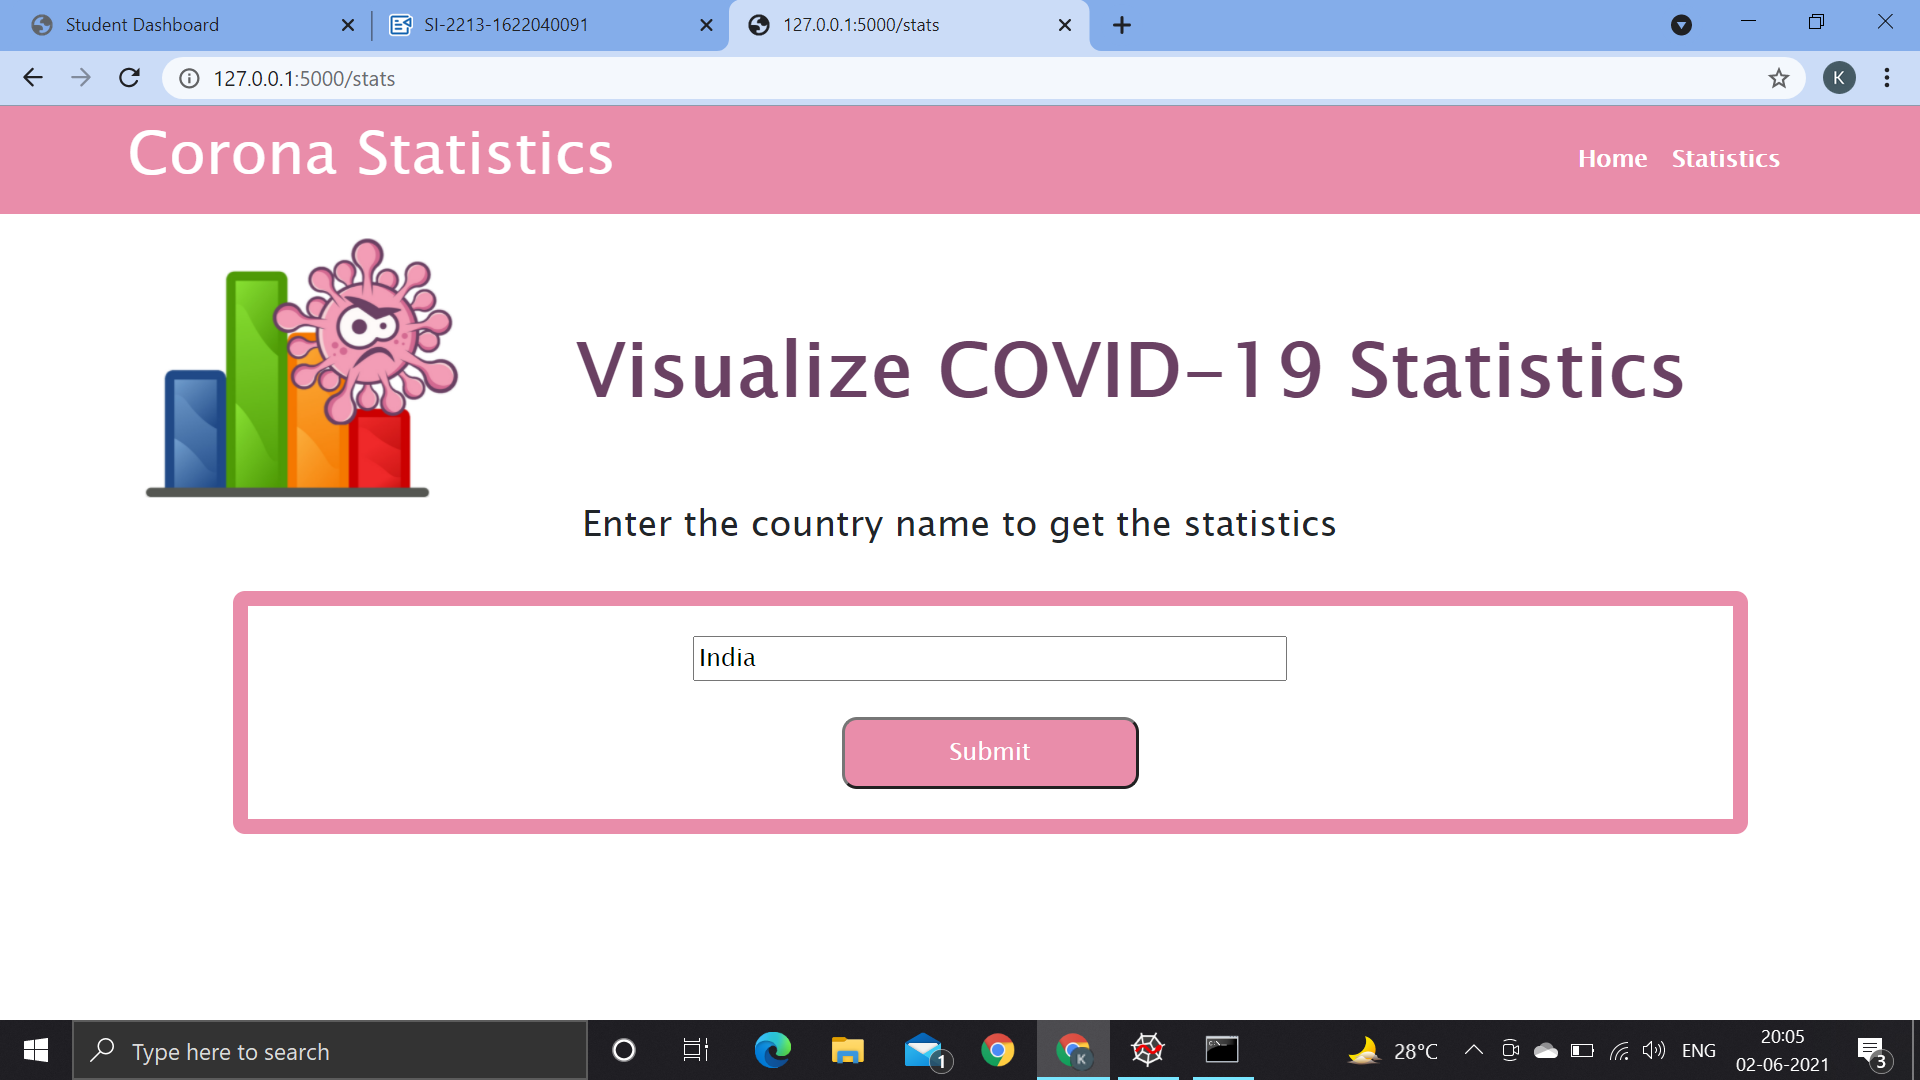 Student Dashboard
SI-2213-1622040091
127.0.0.1:5000/stats
127.0.0.1:5000/stats
K
Corona Statistics
Home Statistics
Visualize COVID-19 Statistics
Enter the country name to get the statistics
India
Submit
Type here to search
1
K
C:\_
28°C
ENG
20:05
02-06-2021
3